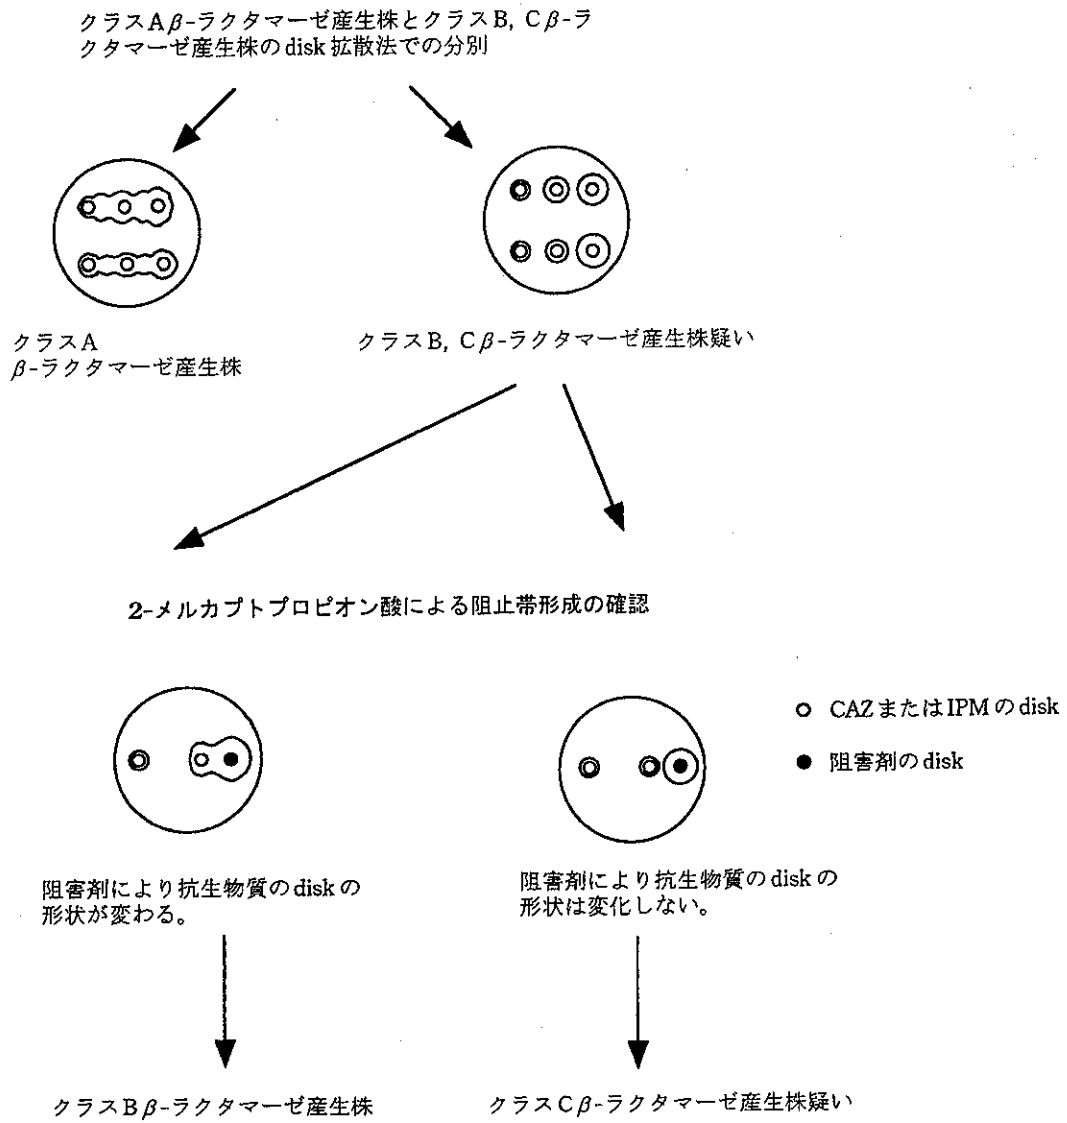 クラスA β-ラクタマーゼ産生株とクラスB, C β-ラ
クタマーゼ産生株のdisk拡散法での分別
クラスA
β-ラクタマーゼ産生株
クラスB, C β-ラクタマーゼ産生株疑い
2-メルカプトプロピオン酸による阻止帯形成の確認
CAZまたはIPMのdisk
阻害剤のdisk
阻害剤により抗生物質のdiskの
形状が変わる。
阻害剤により抗生物質のdiskの
形状は変化しない。
クラスB β-ラクタマーゼ産生株
クラスC β-ラクタマーゼ産生株疑い